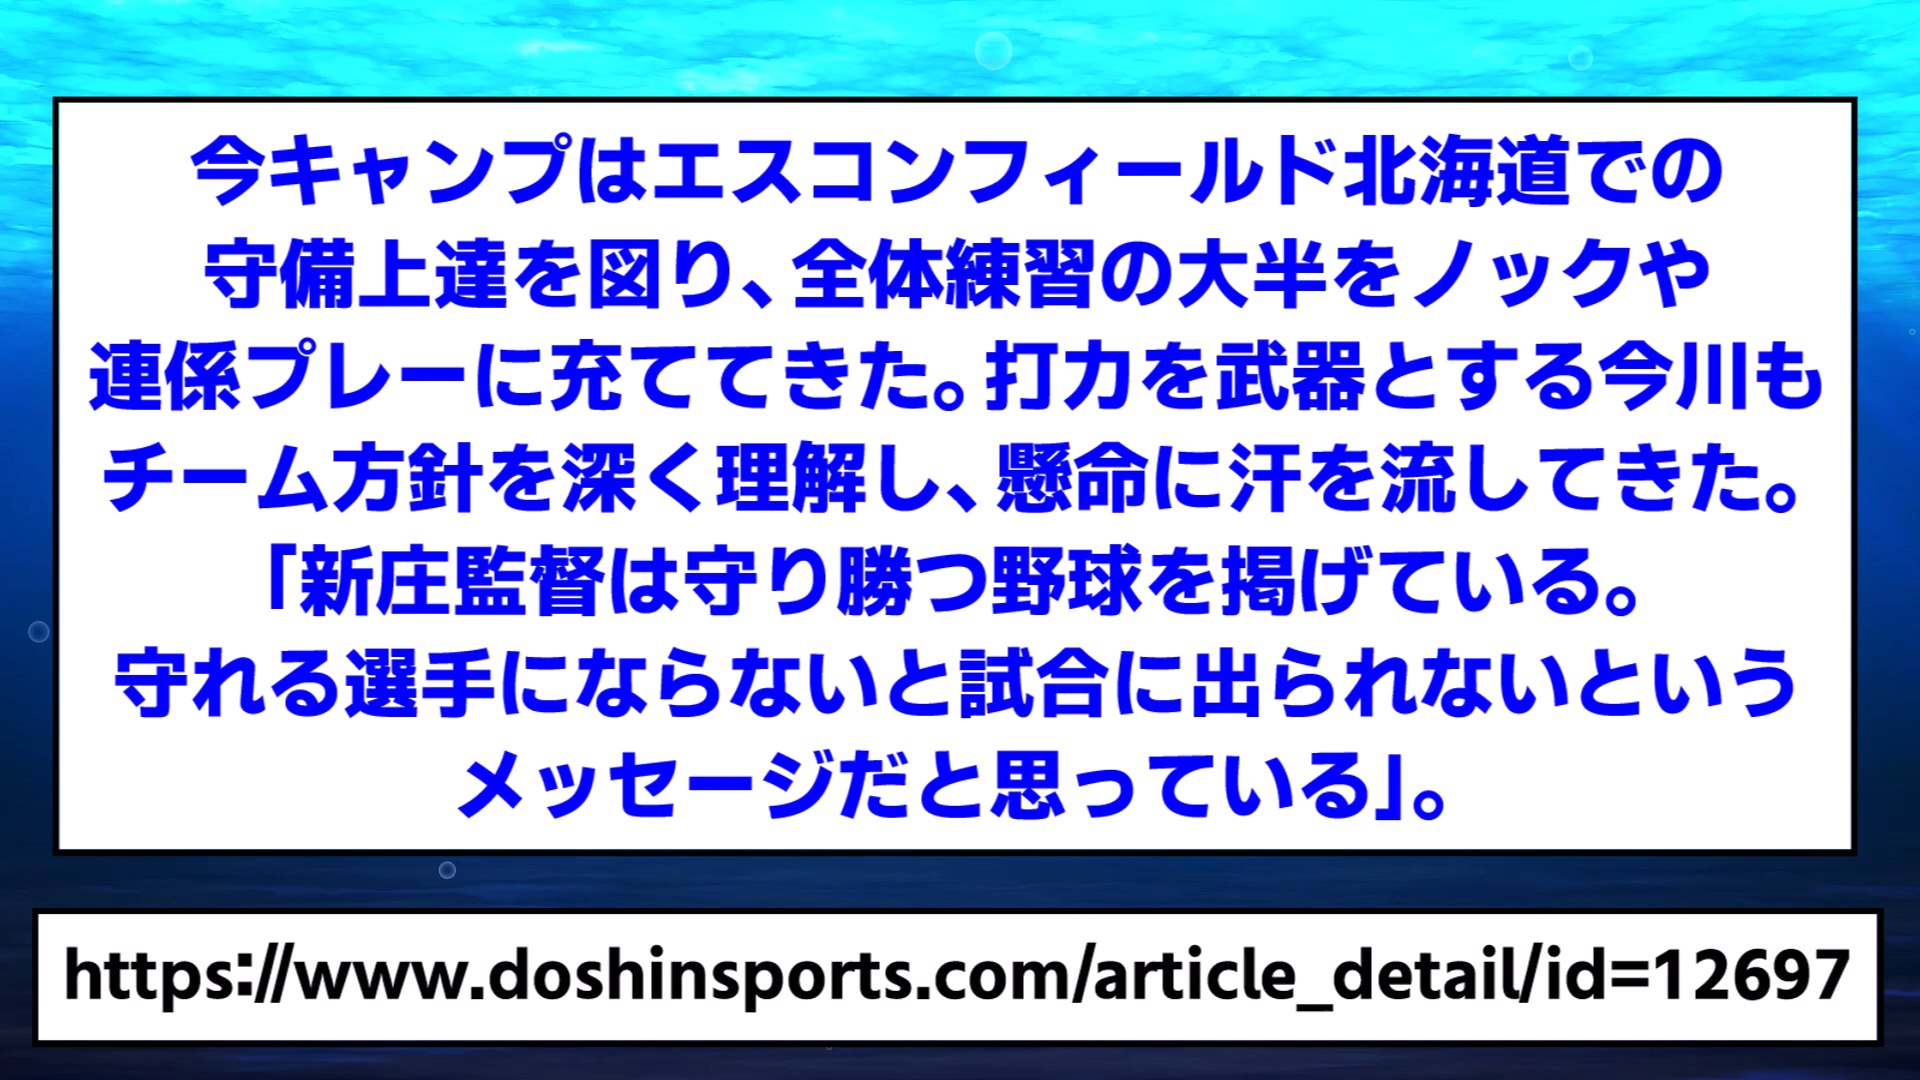 今キャンプはエスコンフィールド北海道での
守備上達を図り、全体練習の大半をノックや
連係プレーに充ててきた。打力を武器とする今川も
チーム方針を深く理解し、懸命に汗を流してきた。
「新庄監督は守り勝つ野球を掲げている。
守れる選手にならないと試合に出られないという
メッセージだと思っている」。
https://www.doshinsports.com/article_detail/id=12697